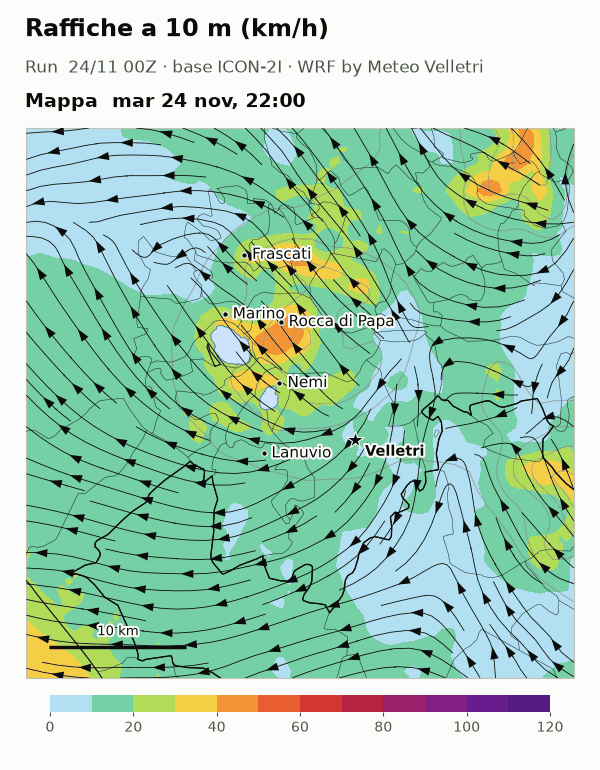 Raffiche a 10 m (km/h)
Run 24/11 00Z · base ICON-2I · WRF by Meteo Velletri
Mappa mar 24 nov, 22:00
Frascati
Marino
Rocca di Papa
Nemi
Velletri
Lanuvio
10 km
0 20 40 60 80 100 120